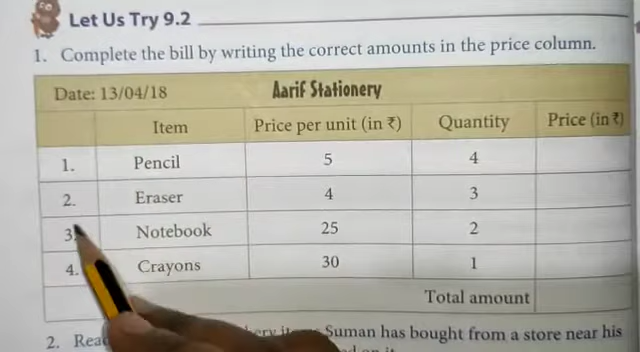 Let Us Try 9.2
1. Complete the bill by writing the correct amounts in the price column.
Date: 13/04/18 Aarif Stationery
Item Price per unit (in ₹) Quantity Price (in ₹)
1. Pencil 5 4
2. Eraser 4 3
3. Notebook 25 2
4. Crayons 30 1
Total amount
2. Suman has bought from a store near his